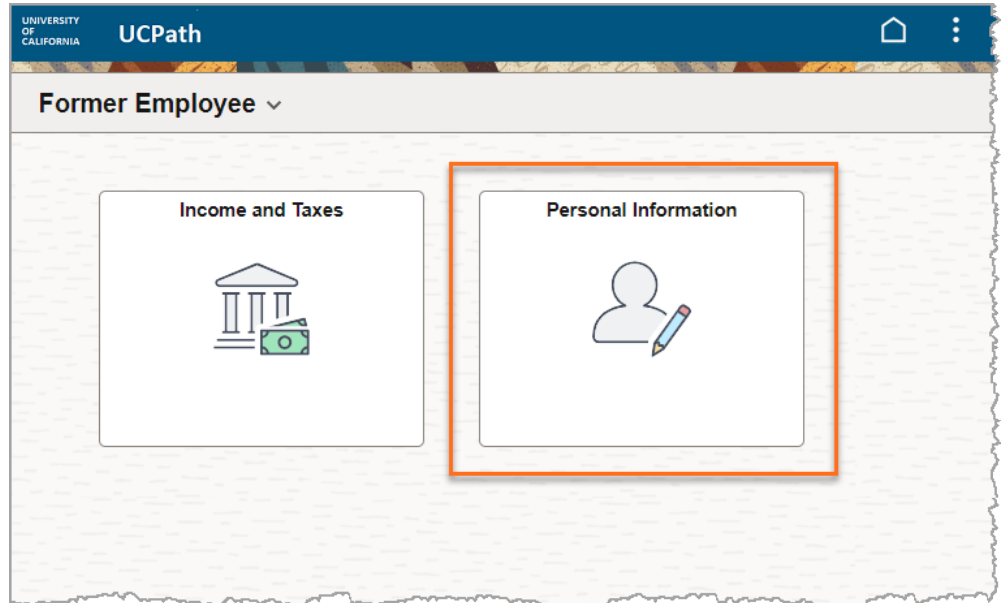 UNIVERSITY
OF
CALIFORNIA
UCPath
Former Employee
Income and Taxes
Personal Information